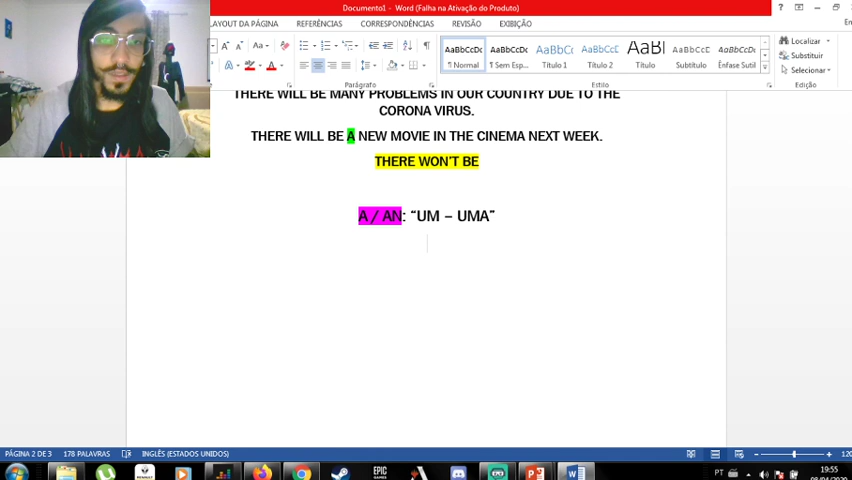 Documento1 - Word (Falha na Ativação do Produto)
LAYOUT DA PÁGINA REFERÊNCIAS CORRESPONDÊNCIAS REVISÃO EXIBIÇÃO
Aa
AaBbCcDc AaBbCcDc AaBbCcDc AaBbCcDc AaBl AaBbCcDc AaBbCcDc
¶ Normal ¶ Sem Esp... Título 1 Título 2 Título Subtítulo Ênfase Sutil
Localizar
Substituir
Selecionar
Parágrafo Estilo Edição
THERE WILL BE MANY PROBLEMS IN OUR COUNTRY DUE TO THE
CORONA VIRUS.
THERE WILL BE A NEW MOVIE IN THE CINEMA NEXT WEEK.
THERE WON'T BE
A / AN: “UM – UMA”
PÁGINA 2 DE 3 178 PALAVRAS INGLÊS (ESTADOS UNIDOS)
EPIC
GAMES
PT
19:55